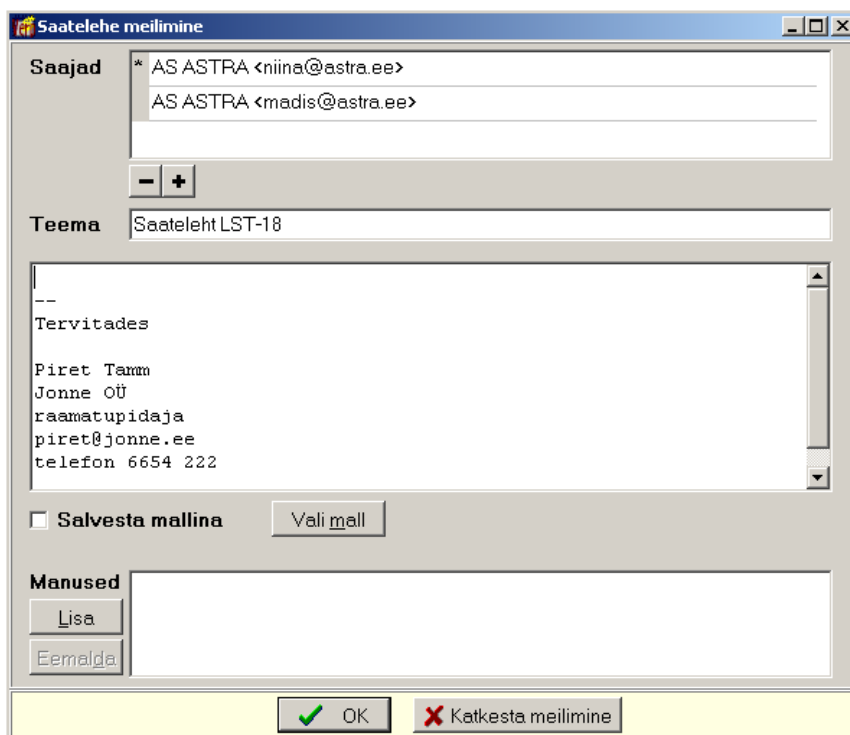 Saatelehe meilimine
Saajad
* AS ASTRA <niina@astra.ee>
AS ASTRA <madis@astra.ee>
- +
Teema
Saateleht LST-18
--
Tervitades
Piret Tamm
Jonne OÜ
raamatupidaja
piret@jonne.ee
telefon 6654 222
Salvesta mallina
Vali mall
Manused
Lisa
Eemalda
OK
Katkesta meilimine